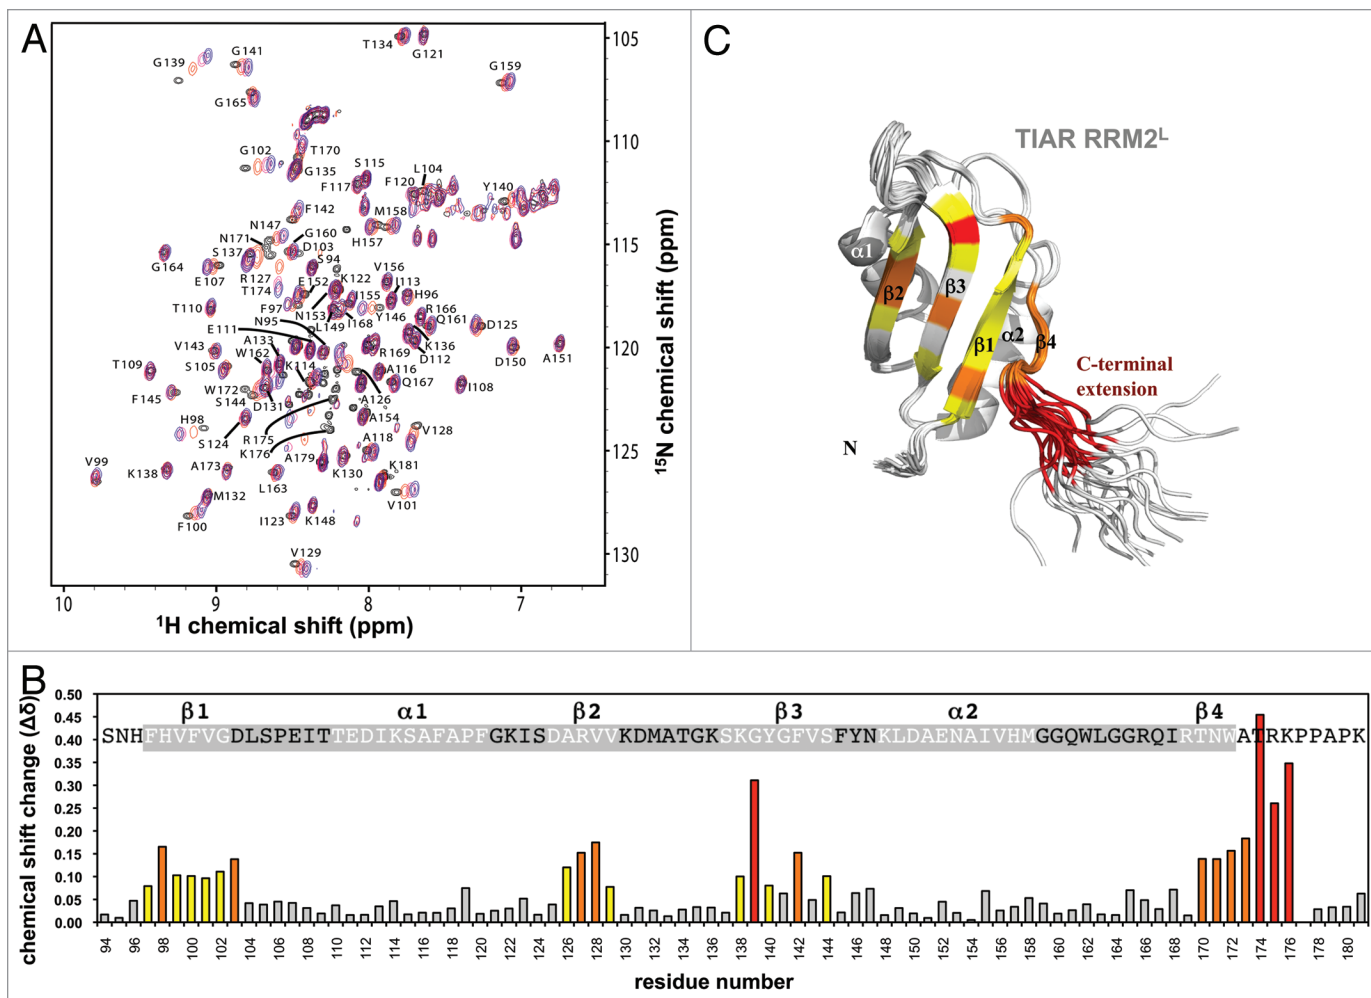 A
T134
G121
G139
G141
G159
G165
G102
T170
G135
S115
L104
F117
F120
Y140
F142
M158
N147
G160
H157
N171
D103
S137
S94
V156
G164
E107
R127
E152
K122
I113
T174
I155
H96
T110
F97
N153
I168
Y146
R166
N95
L149
Q161
D125
E111
A133
K136
V143
R169
D112
D150
A151
T109
W162
S105
K114
A116
W172
Q167
I108
F145
S144
D131
A126
H98
A154
S124
R175
V128
K176
A118
V99
K138
A173
A179
K130
K181
L163
M132
V101
F100
I123
K148
V129
105
110
115
120
125
130
15N chemical shift (ppm)
10 9 8 7
1H chemical shift (ppm)
C
TIAR RRM2L
α1
β2
β3
β1
α2
β4
C-terminal
extension
N
B
chemical shift change (Δδ)
0.50
0.45
0.40
0.35
0.30
0.25
0.20
0.15
0.10
0.05
0.00
β1 α1 β2 β3 α2 β4
SNHFHVFVGDLSPEITTEDIKSAFAPFGKISDARVVKDMATGKSKGYGFVSFYNKLDAENAIVHMGGQWLGGRQIRTNWATRKPPAPK
94 96 98 100 102 104 106 108 110 112 114 116 118 120 122 124 126 128 130 132 134 136 138 140 142 144 146 148 150 152 154 156 158 160 162 164 166 168 170 172 174 176 178 180
residue number